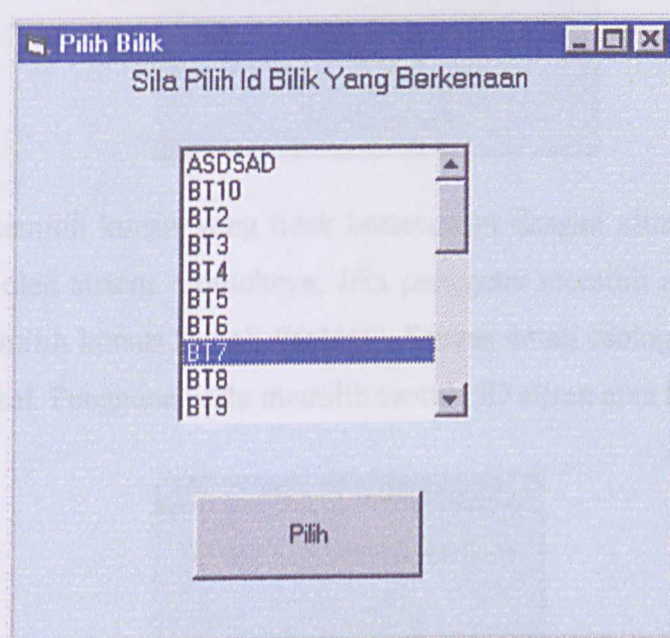 Pilih Bilik
Sila Pilih Id Bilik Yang Berkenaan
ASDSAD
BT10
BT2
BT3
BT4
BT5
BT6
BT7
BT8
BT9
Pilih